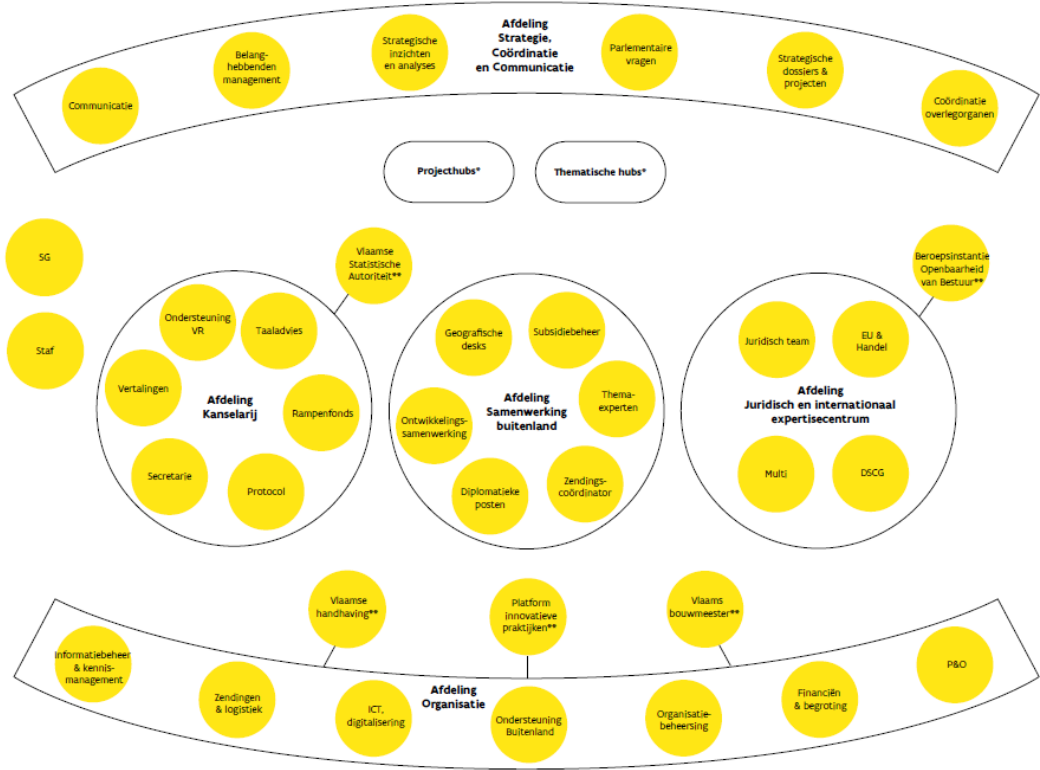 Afdeling
Strategie,
Coördinatie
en Communicatie
Communicatie
Belang-
hebbenden
management
Strategische
inzichten
en analyses
Parlementaire
vragen
Strategische
dossiers &
projecten
Coördinatie
overlegorganen
Projecthubs*
Thematische hubs*
SG
Staf
Vlaamse
Statistische
Autoriteit**
Ondersteuning
VR
Taaladvies
Vertalingen
Afdeling
Kanselarij
Rampenfonds
Secretarie
Protocol
Geografische
desks
Subsidiebeheer
Ontwikkelings-
samenwerking
Afdeling
Samenwerking
buitenland
Thema-
experten
Diplomatieke
posten
Zendings-
coördinator
Beroepsinstantie
Openbaarheid
van Bestuur**
Juridisch team
EU &
Handel
Afdeling
Juridisch en internationaal
expertisecentrum
Multi
DSCG
Vlaamse
handhaving**
Platform
innovatieve
praktijken**
Vlaams
bouwmeester**
Informatiebeheer
& kennis-
management
Zendingen
& logistiek
ICT,
digitalisering
Afdeling
Organisatie
Ondersteuning
Buitenland
Organisatie-
beheersing
Financiën
& begroting
P&O